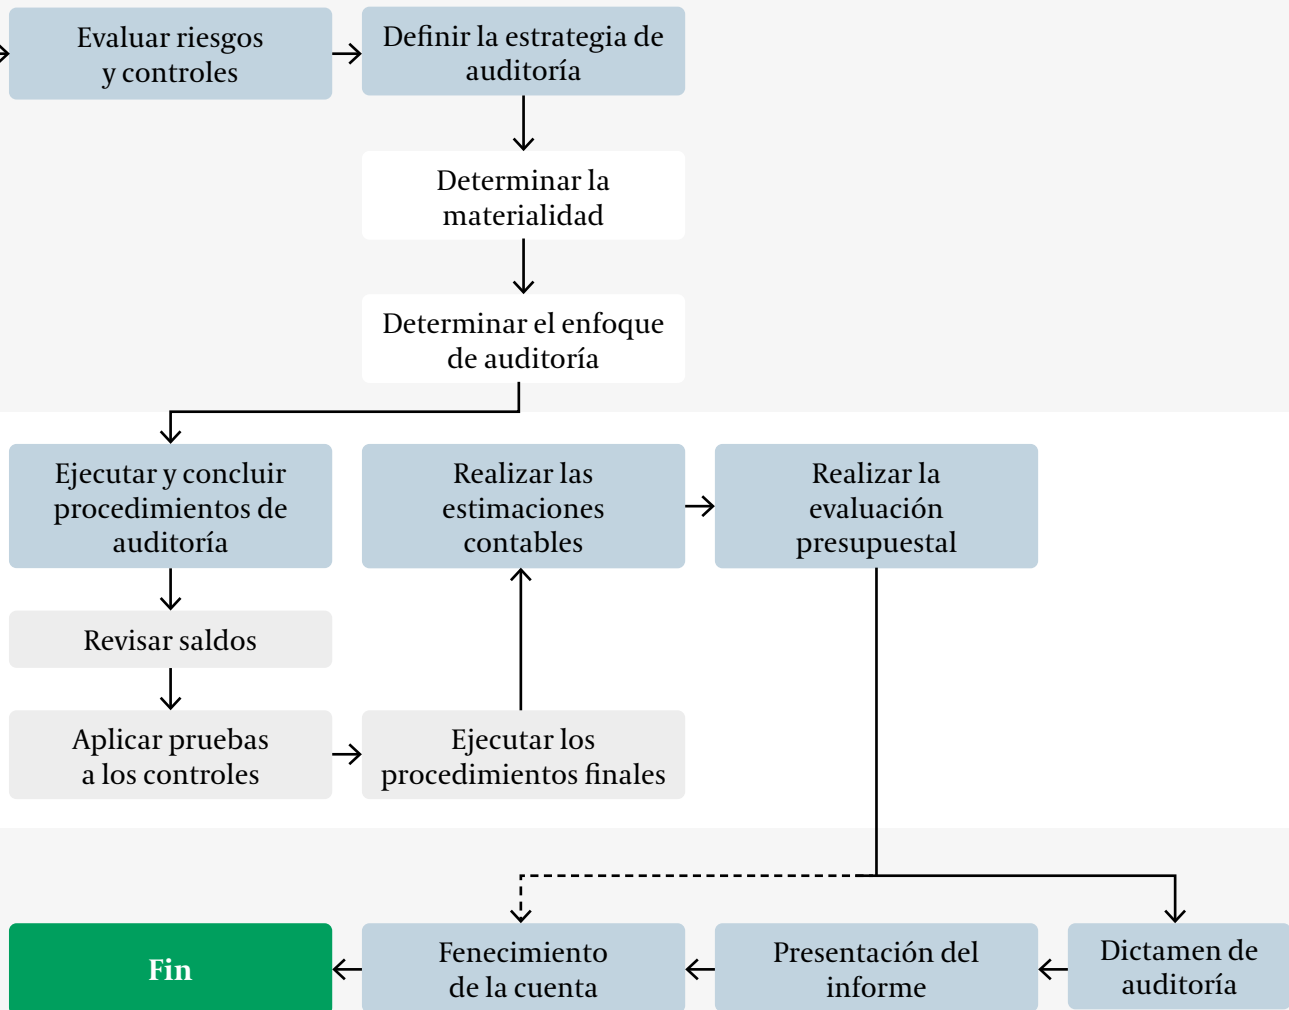 Evaluar riesgos
y controles
Definir la estrategia de
auditoría
Determinar la
materialidad
Determinar el enfoque
de auditoría
Ejecutar y concluir
procedimientos de
auditoría
Realizar las
estimaciones
contables
Realizar la
evaluación
presupuestal
Revisar saldos
Aplicar pruebas
a los controles
Ejecutar los
procedimientos finales
Fin
Fenecimiento
de la cuenta
Presentación del
informe
Dictamen de
auditoría